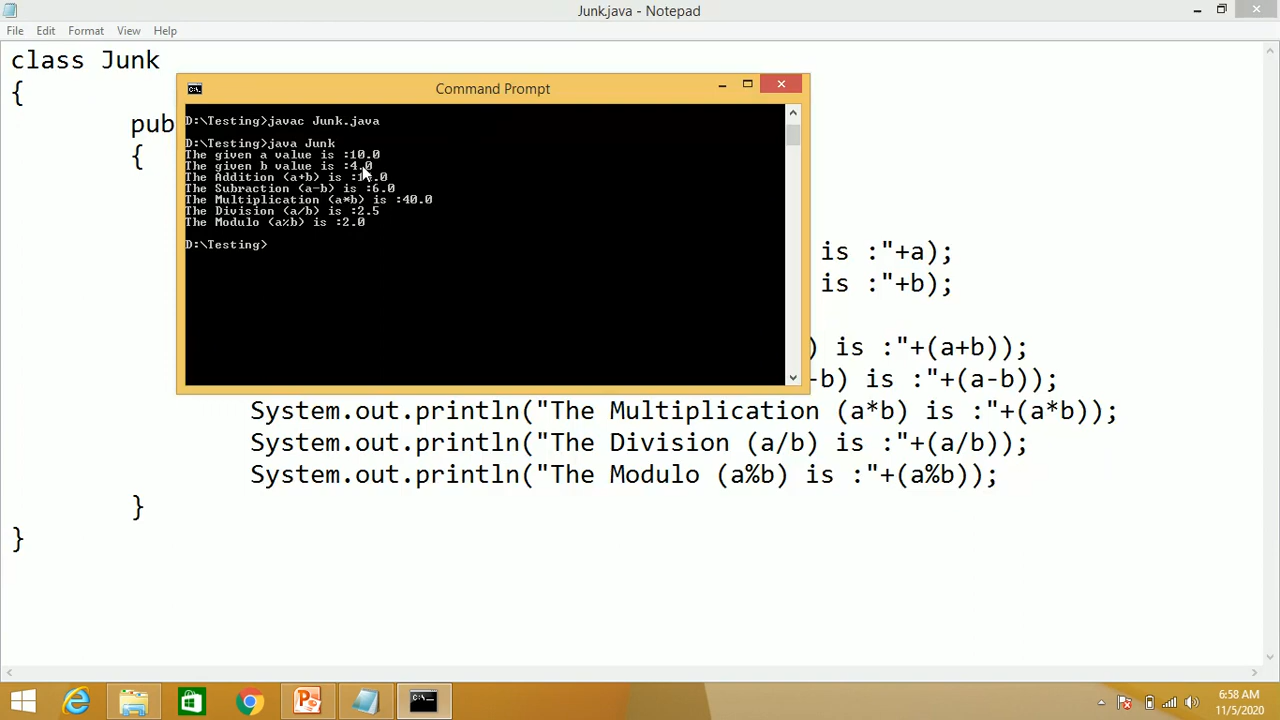 Junk.java - Notepad
File Edit Format View Help
class Junk
{
Command Prompt
D:\Testing>javac Junk.java
D:\Testing>java Junk
The given a value is :10.0
The given b value is :4.0
The Addition (a+b) is :
The Subraction (a-b) is :6.0
The Multiplication (a*b) is :40.0
The Division (a/b) is :2.5
The Modulo (a%b) is :2.0
D:\Testing>
pub
{
is :"+a);
is :"+b);
) is :"+(a+b));
-b) is :"+(a-b));
System.out.println("The Multiplication (a*b) is :"+(a*b));
System.out.println("The Division (a/b) is :"+(a/b));
System.out.println("The Modulo (a%b) is :"+(a%b));
}
}
6:58 AM
11/5/2020